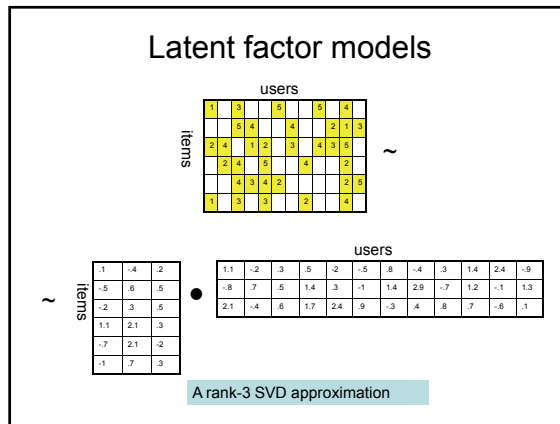 Latent factor models
users
items
1 3 5 5 4
5 4 4 2 1 3
2 4 1 2 3 4 3 5
2 4 5 4 2
4 3 4 2 2 5
1 3 3 2 4
~
~
items
.1 -.4 .2
-.5 .6 .5
-.2 .3 .5
1.1 2.1 .3
-.7 2.1 -2
-1 .7 .3
●
users
1.1 -.2 .3 .5 -2 -.5 .8 -.4 .3 1.4 2.4 -.9
-.8 .7 .5 1.4 .3 -1 1.4 2.9 -.7 1.2 -.1 1.3
2.1 -.4 .6 1.7 2.4 .9 -.3 .4 .8 .7 -.6 .1
A rank-3 SVD approximation